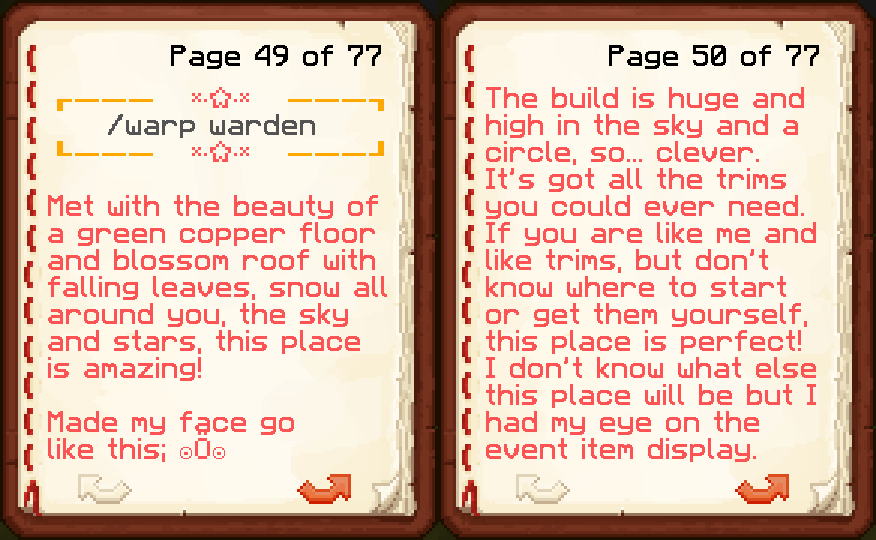 Page 49 of 77
×·✩·×
/warp warden
×·✩·×
Met with the beauty of
a green copper floor
and blossom roof with
falling leaves, snow all
around you, the sky
and stars, this place
is amazing!
Made my face go
like this; ⊙Ö⊙
Page 50 of 77
The build is huge and
high in the sky and a
circle, so... clever.
It's got all the trims
you could ever need.
If you are like me and
like trims, but don't
know where to start
or get them yourself,
this place is perfect!
I don't know what else
this place will be but I
had my eye on the
event item display.